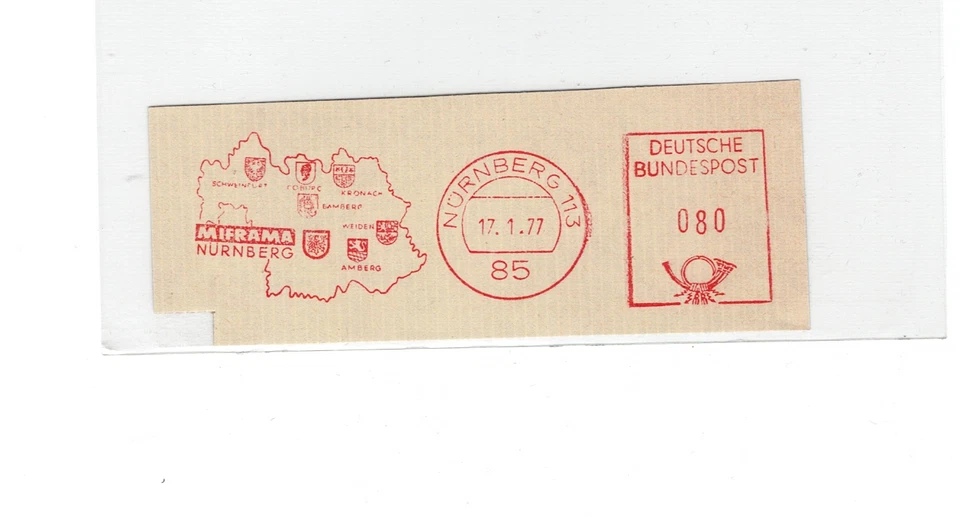 SCHWEINFURT
COBURG
KRONACH
BAMBERG
WEIDEN
MIFRAMA
NÜRNBERG
AMBERG
NÜRNBERG 113
17. 1.77
85
DEUTSCHE
BUNDESPOST
080